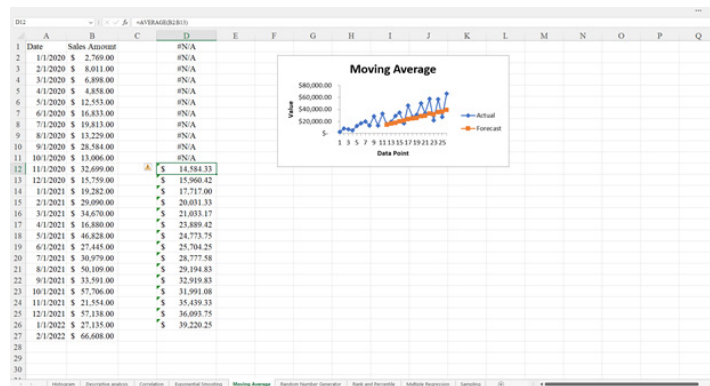 D12 fx =AVERAGE(B2:B13)
A B C D E F G H I J K L M N O P Q
1 Date Sales Amount #N/A
2 1/1/2020 $ 2,769.00 #N/A
3 2/1/2020 $ 8,011.00 #N/A
4 3/1/2020 $ 6,898.00 #N/A
5 4/1/2020 $ 4,858.00 #N/A
6 5/1/2020 $ 12,553.00 #N/A
7 6/1/2020 $ 16,833.00 #N/A
8 7/1/2020 $ 19,813.00 #N/A
9 8/1/2020 $ 13,229.00 #N/A
10 9/1/2020 $ 28,584.00 #N/A
11 10/1/2020 $ 13,006.00 #N/A
12 11/1/2020 $ 32,699.00 $ 14,584.33
13 12/1/2020 $ 15,759.00 $ 15,960.42
14 1/1/2021 $ 19,282.00 $ 17,717.00
15 2/1/2021 $ 29,090.00 $ 20,031.33
16 3/1/2021 $ 34,670.00 $ 21,033.17
17 4/1/2021 $ 16,880.00 $ 23,889.42
18 5/1/2021 $ 46,828.00 $ 24,773.75
19 6/1/2021 $ 27,445.00 $ 25,704.25
20 7/1/2021 $ 30,979.00 $ 28,777.58
21 8/1/2021 $ 50,109.00 $ 29,194.83
22 9/1/2021 $ 33,591.00 $ 32,919.83
23 10/1/2021 $ 57,706.00 $ 31,991.08
24 11/1/2021 $ 21,554.00 $ 35,439.33
25 12/1/2021 $ 57,138.00 $ 36,093.75
26 1/1/2022 $ 27,135.00 $ 39,220.25
27 2/1/2022 $ 66,608.00
28
29
30
Moving Average
Value
$80,000.00
$60,000.00
$40,000.00
$20,000.00
$-
1 3 5 7 9 11 13 15 17 19 21 23 25
Data Point
Actual
Forecast
Histogram Descriptive analysis Correlation Exponential Smoothing Moving Average Random Number Generator Rank and Percentile Multiple Regression Sampling